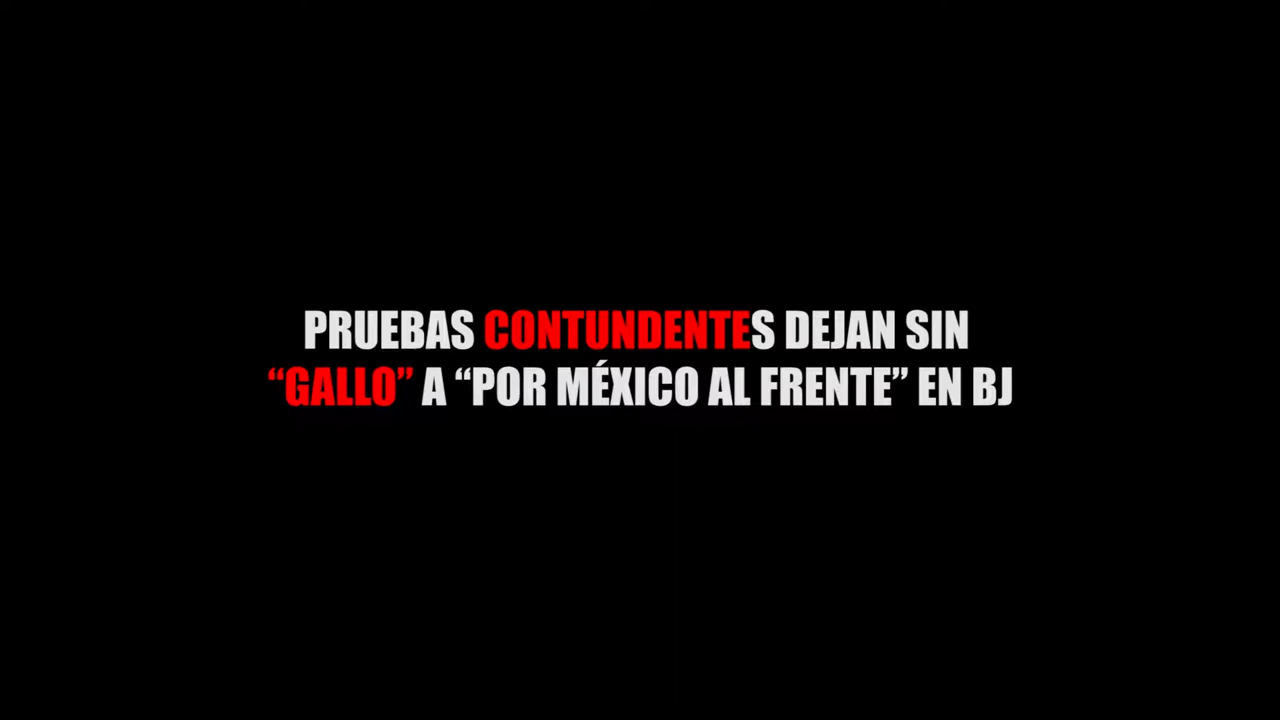 PRUEBAS CONTUNDENTES DEJAN SIN
“GALLO” A “POR MÉXICO AL FRENTE” EN BJ